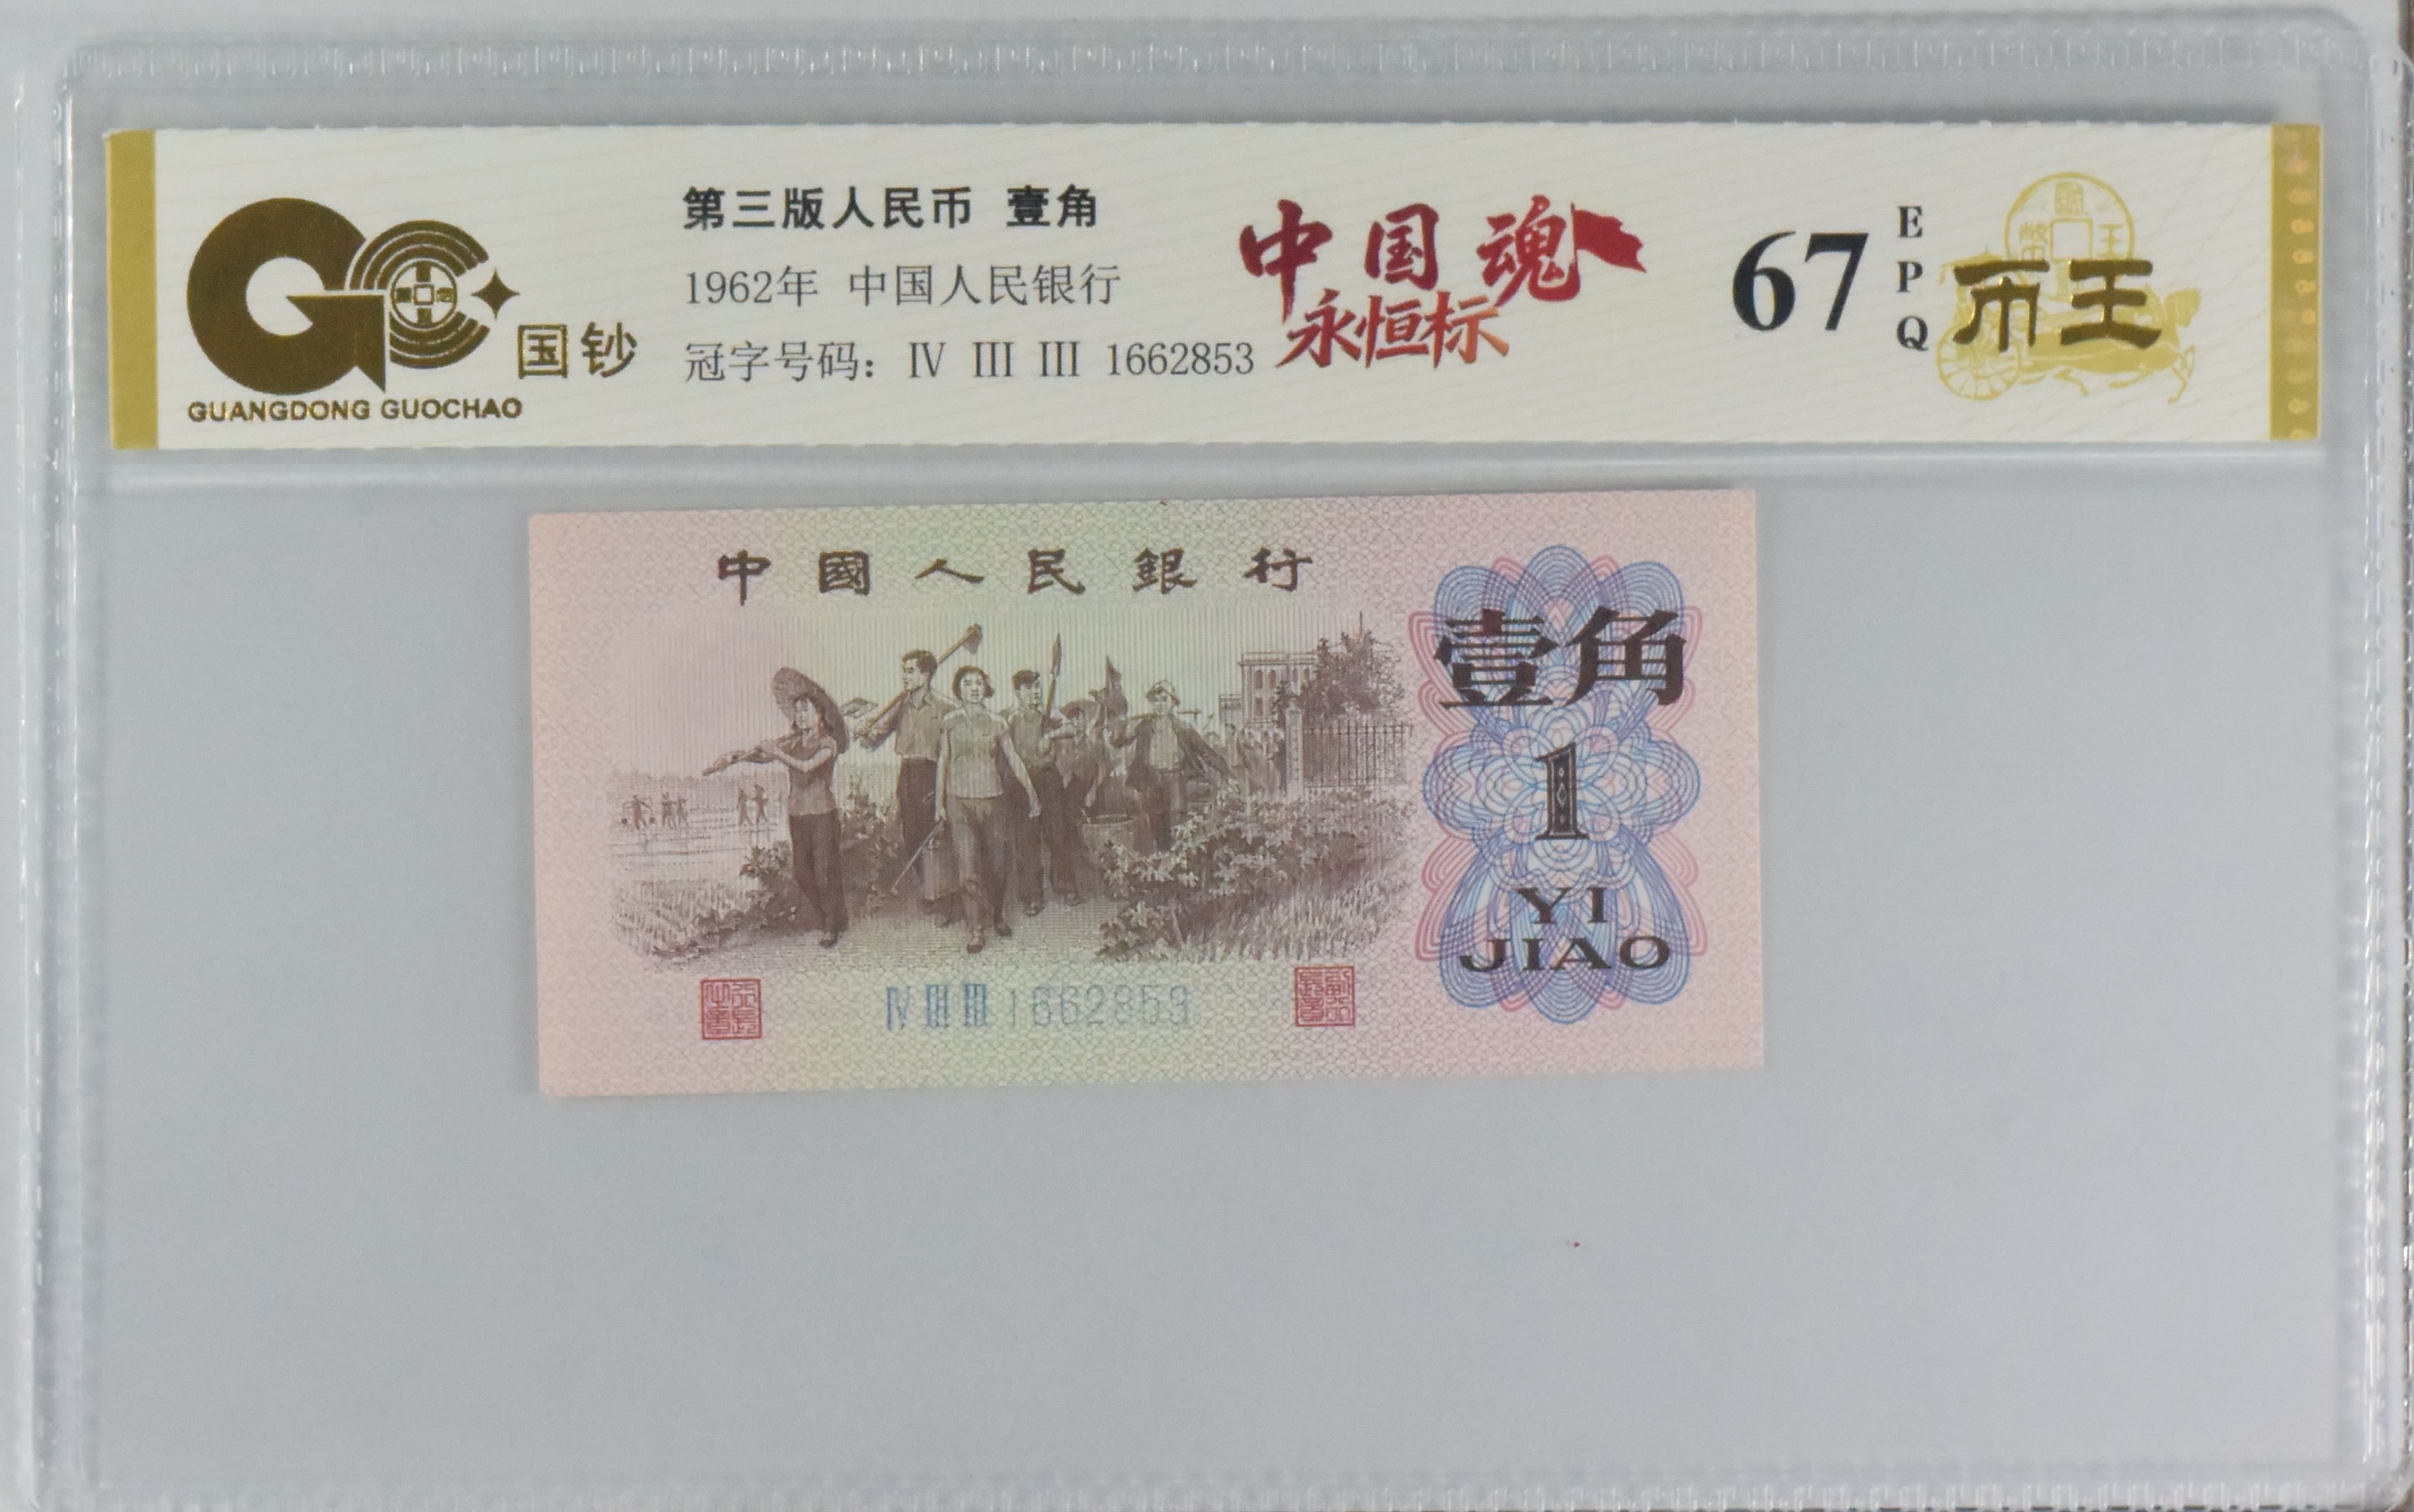 国钞
GUANGDONG GUOCHAO
第三版人民币 壹角
1962年 中国人民银行
冠字号码：Ⅳ Ⅲ Ⅲ 1662853
中国魂
永恒标
67
E
P
Q
币王
中國人民銀行
壹角
1
YI
JIAO
Ⅳ Ⅲ Ⅲ 1662853